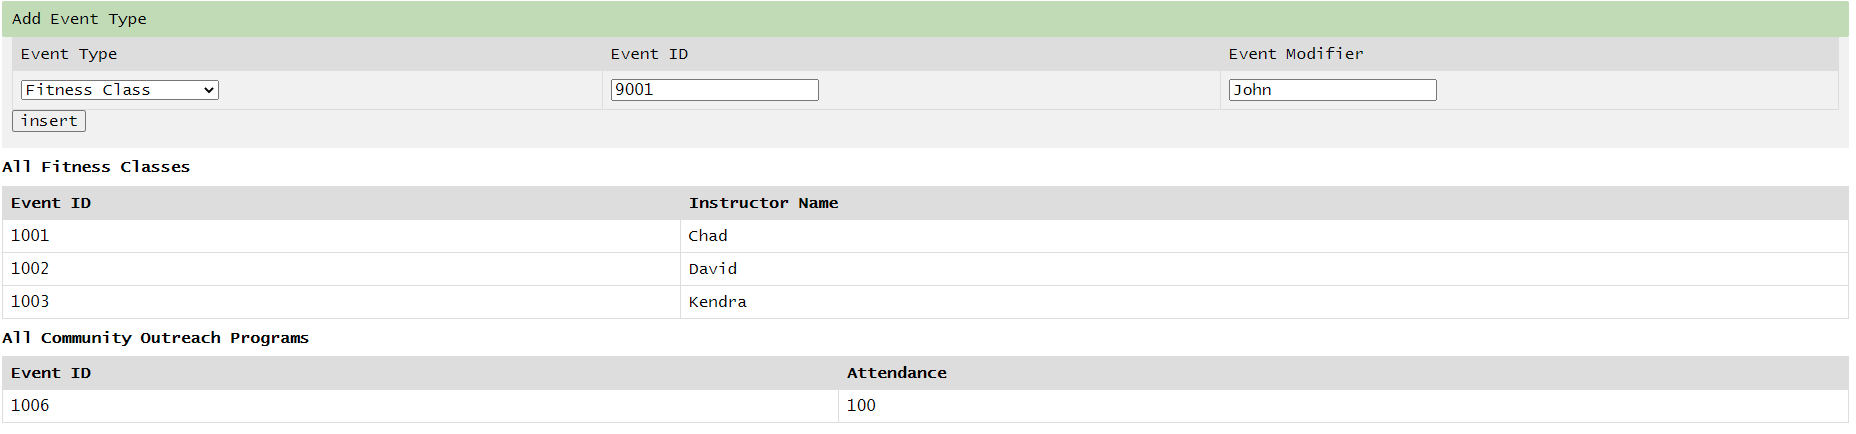 Add Event Type
Event Type Event ID Event Modifier
Fitness Class 9001 John
insert
All Fitness Classes
Event ID Instructor Name
1001 Chad
1002 David
1003 Kendra
All Community Outreach Programs
Event ID Attendance
1006 100